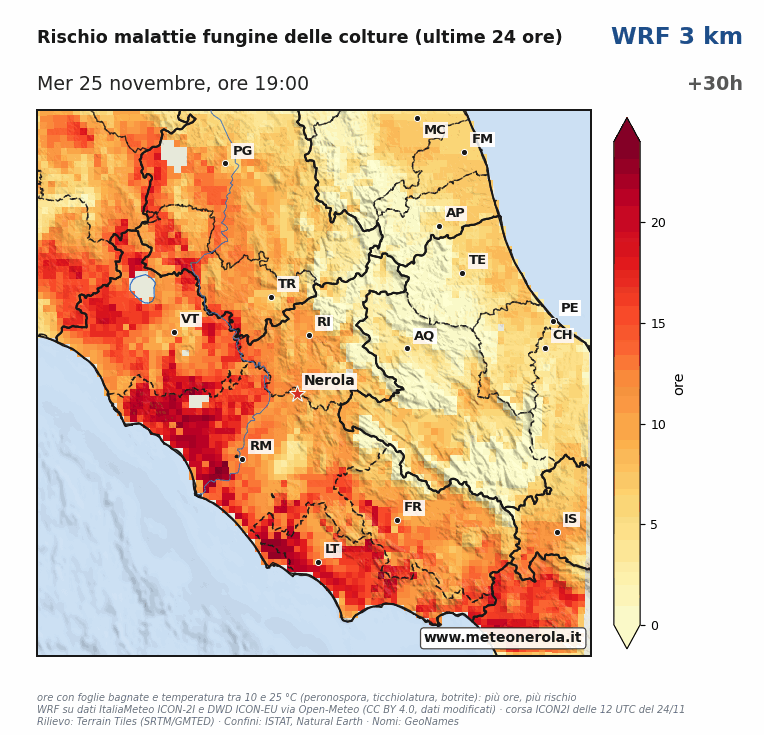 Rischio malattie fungine delle colture (ultime 24 ore)
WRF 3 km
Mer 25 novembre, ore 19:00
+30h
MC
FM
PG
AP
TE
TR
PE
VT
RI
AQ
CH
Nerola
RM
FR
IS
LT
www.meteonerola.it
20
15
10
5
0
ore
ore con foglie bagnate e temperatura tra 10 e 25 °C (peronospora, ticchiolatura, botrite): più ore, più rischio
WRF su dati ItaliaMeteo ICON-2I e DWD ICON-EU via Open-Meteo (CC BY 4.0, dati modificati) · corsa ICON2I delle 12 UTC del 24/11
Rilievo: Terrain Tiles (SRTM/GMTED) · Confini: ISTAT, Natural Earth · Nomi: GeoNames